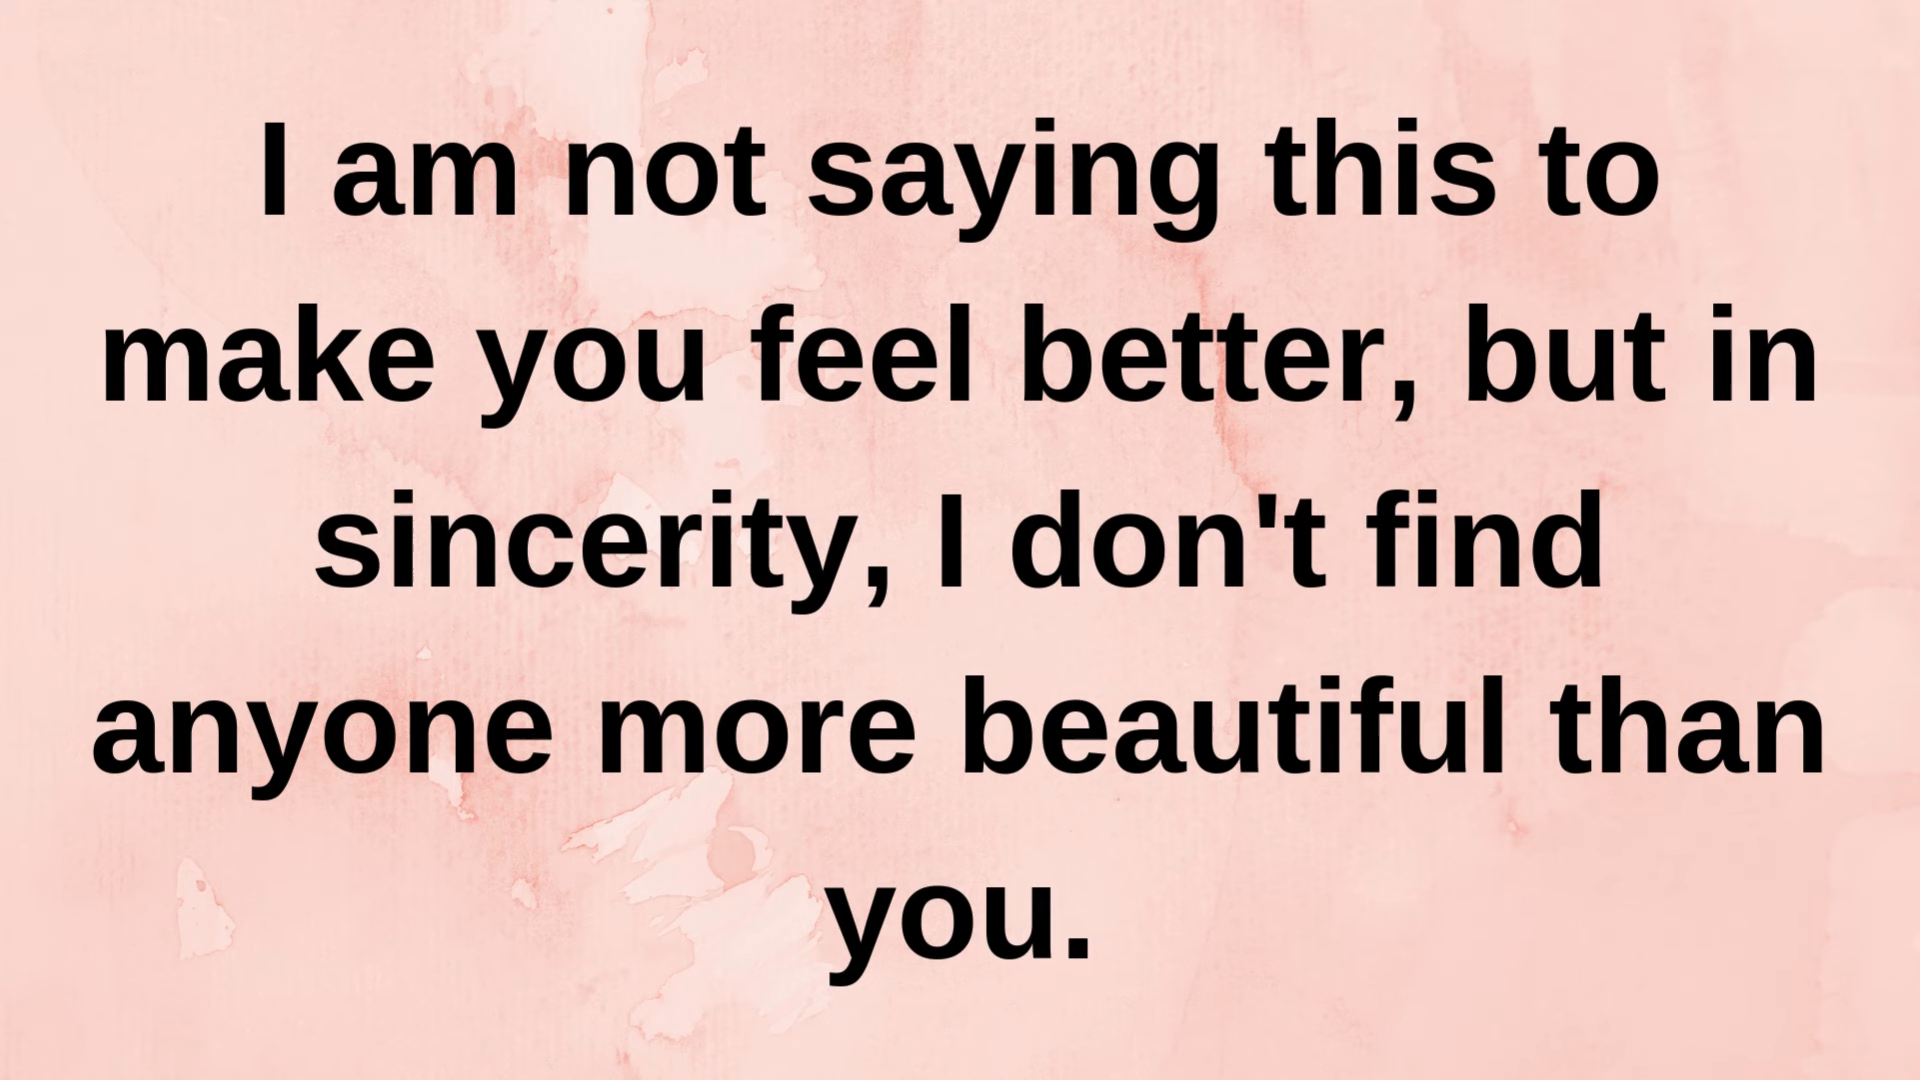 I am not saying this to
make you feel better, but in
sincerity, I don't find
anyone more beautiful than
you.